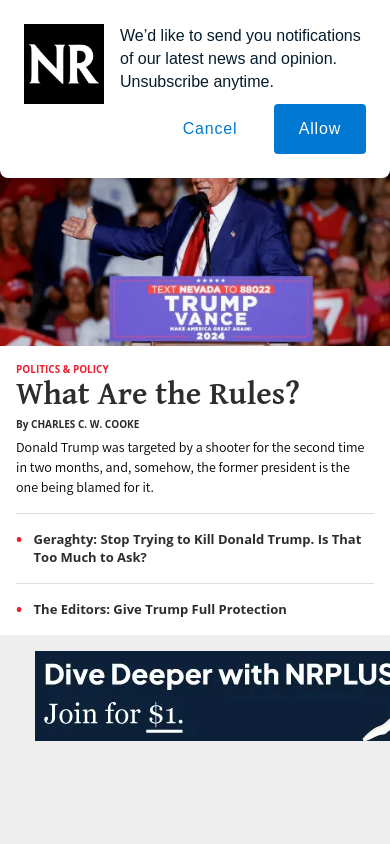 NR
We’d like to send you notifications
of our latest news and opinion.
Unsubscribe anytime.
Cancel
Allow
TEXT NEVADA TO 88022
TRUMP
VANCE
MAKE AMERICA GREAT AGAIN!
2024
POLITICS & POLICY
What Are the Rules?
By CHARLES C. W. COOKE
Donald Trump was targeted by a shooter for the second time
in two months, and, somehow, the former president is the
one being blamed for it.
• Geraghty: Stop Trying to Kill Donald Trump. Is That
Too Much to Ask?
• The Editors: Give Trump Full Protection
Dive Deeper with NRPLUS
Join for $1.